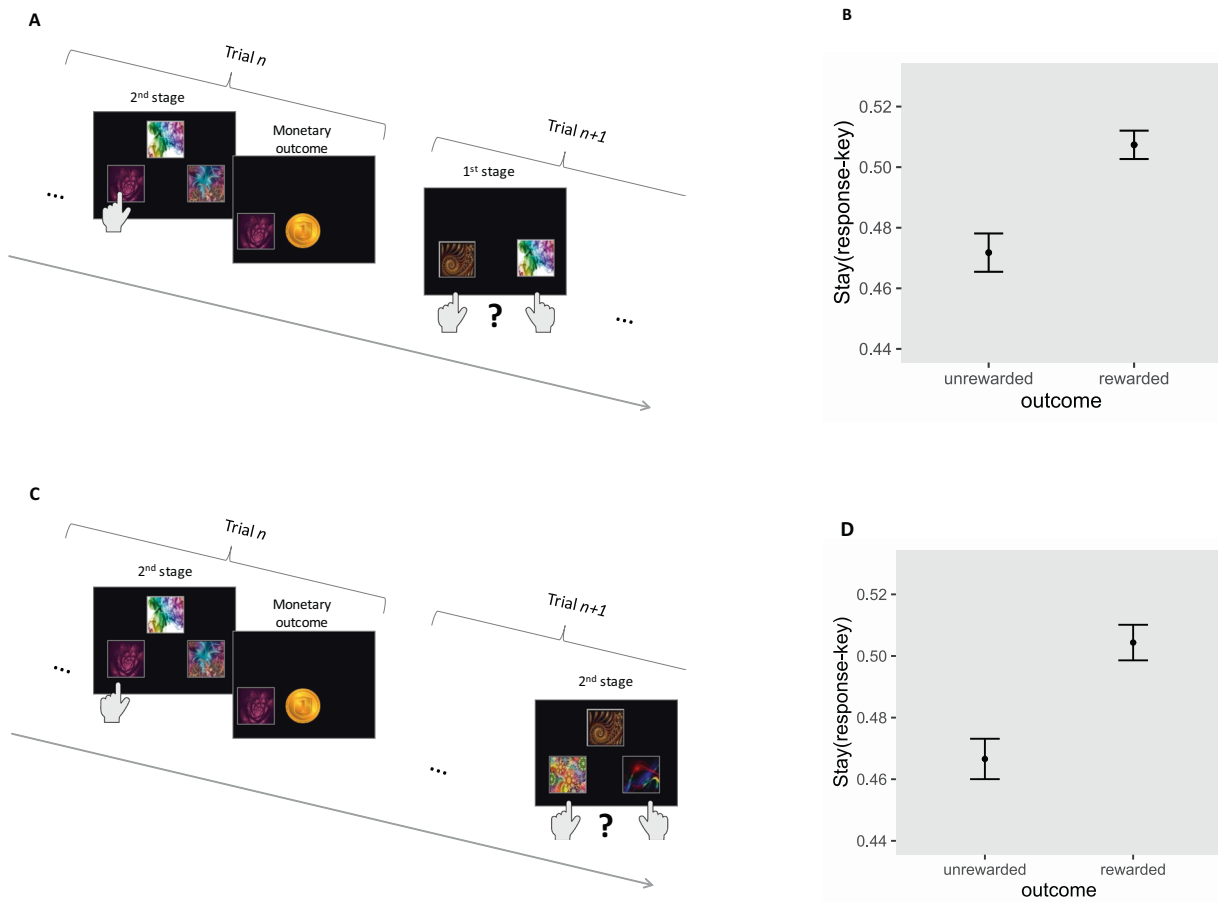 A
Trial n
2nd stage
Monetary
outcome
...
Trial n+1
1st stage
?
...
B
Stay(response-key)
0.52
0.50
0.48
0.46
0.44
unrewarded
rewarded
outcome
C
Trial n
2nd stage
Monetary
outcome
...
Trial n+1
...
2nd stage
?
D
Stay(response-key)
0.52
0.50
0.48
0.46
0.44
unrewarded
rewarded
outcome